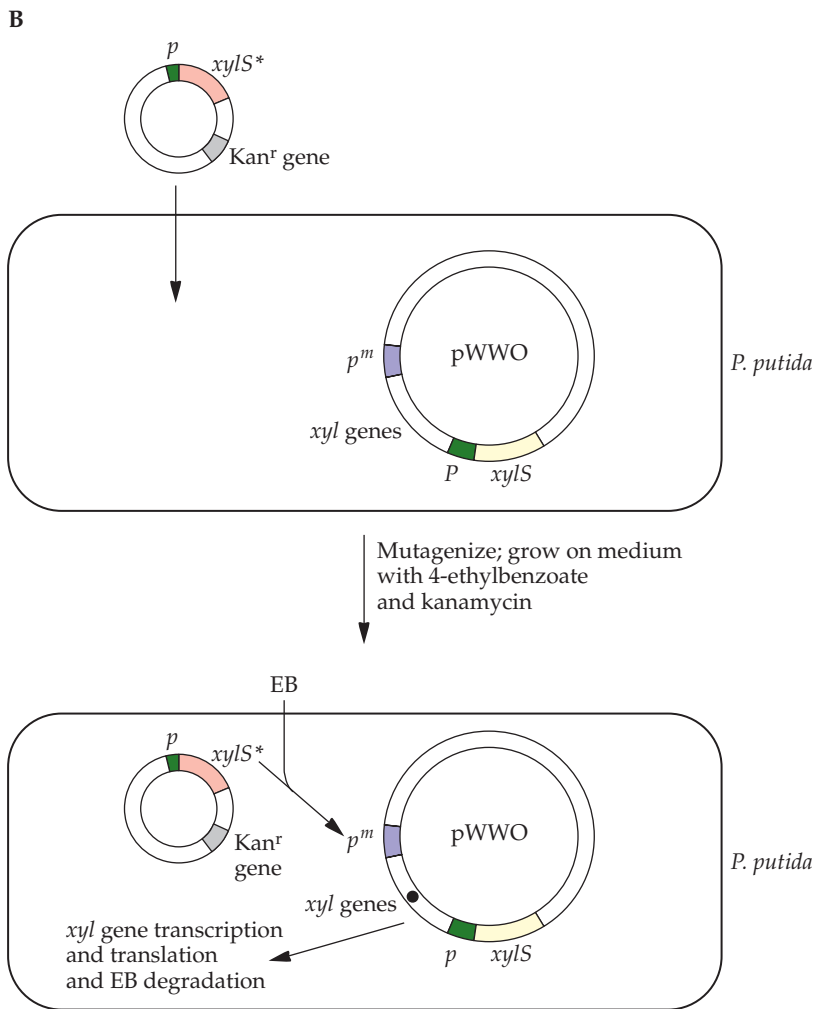 B
p
xylS*
Kanʳ gene
pWWO
pᵐ
P. putida
xyl genes
P
xylS
Mutagenize; grow on medium
with 4-ethylbenzoate
and kanamycin
EB
p
xylS*
Kanʳ
gene
pWWO
pᵐ
P. putida
xyl genes
p
xylS
xyl gene transcription
and translation
and EB degradation